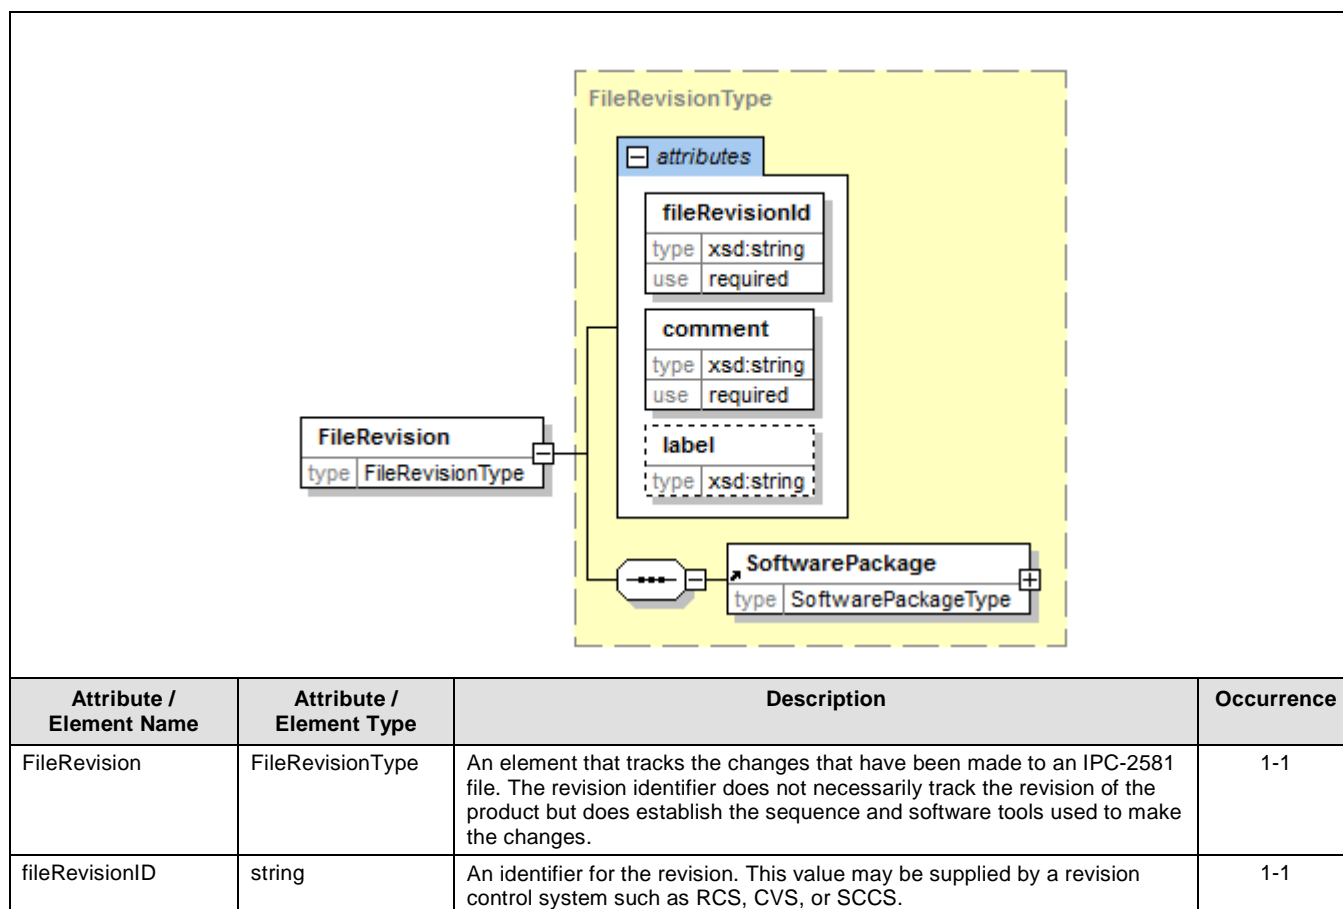 FileRevisionType
attributes
fileRevisionId
type xsd:string
use required
comment
type xsd:string
use required
label
type xsd:string
FileRevision
type FileRevisionType
SoftwarePackage
type SoftwarePackageType
Attribute / Element Name
Attribute / Element Type
Description
Occurrence
FileRevision
FileRevisionType
An element that tracks the changes that have been made to an IPC-2581
file. The revision identifier does not necessarily track the revision of the
product but does establish the sequence and software tools used to make
the changes.
1-1
fileRevisionID
string
An identifier for the revision. This value may be supplied by a revision
control system such as RCS, CVS, or SCCS.
1-1